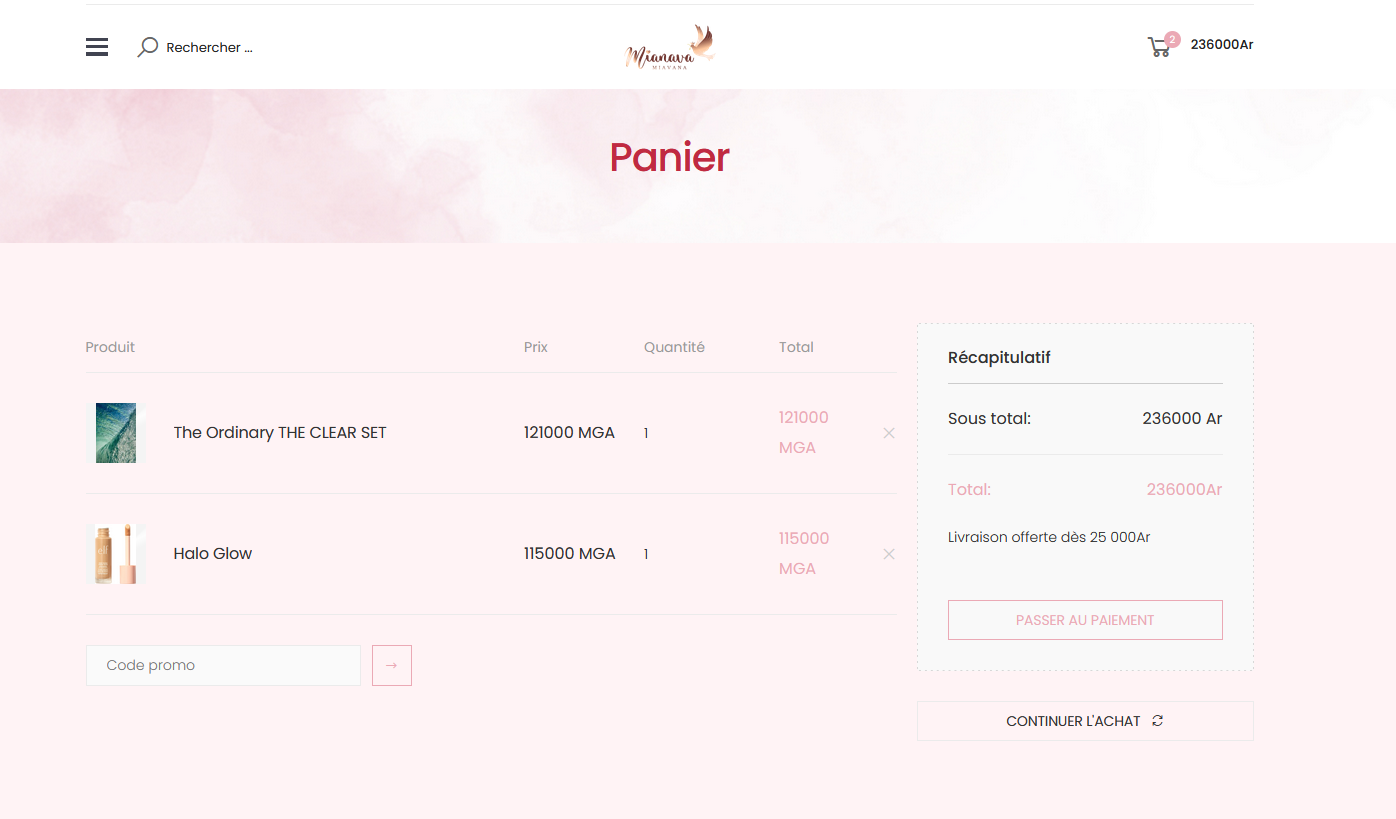 Rechercher ...
Mianava
MIAVANA
2
236000Ar
Panier
Produit Prix Quantité Total
The Ordinary THE CLEAR SET 121000 MGA 1 121000 MGA
Halo Glow 115000 MGA 1 115000 MGA
Code promo →
Récapitulatif
Sous total: 236000 Ar
Total: 236000Ar
Livraison offerte dès 25 000Ar
PASSER AU PAIEMENT
CONTINUER L'ACHAT